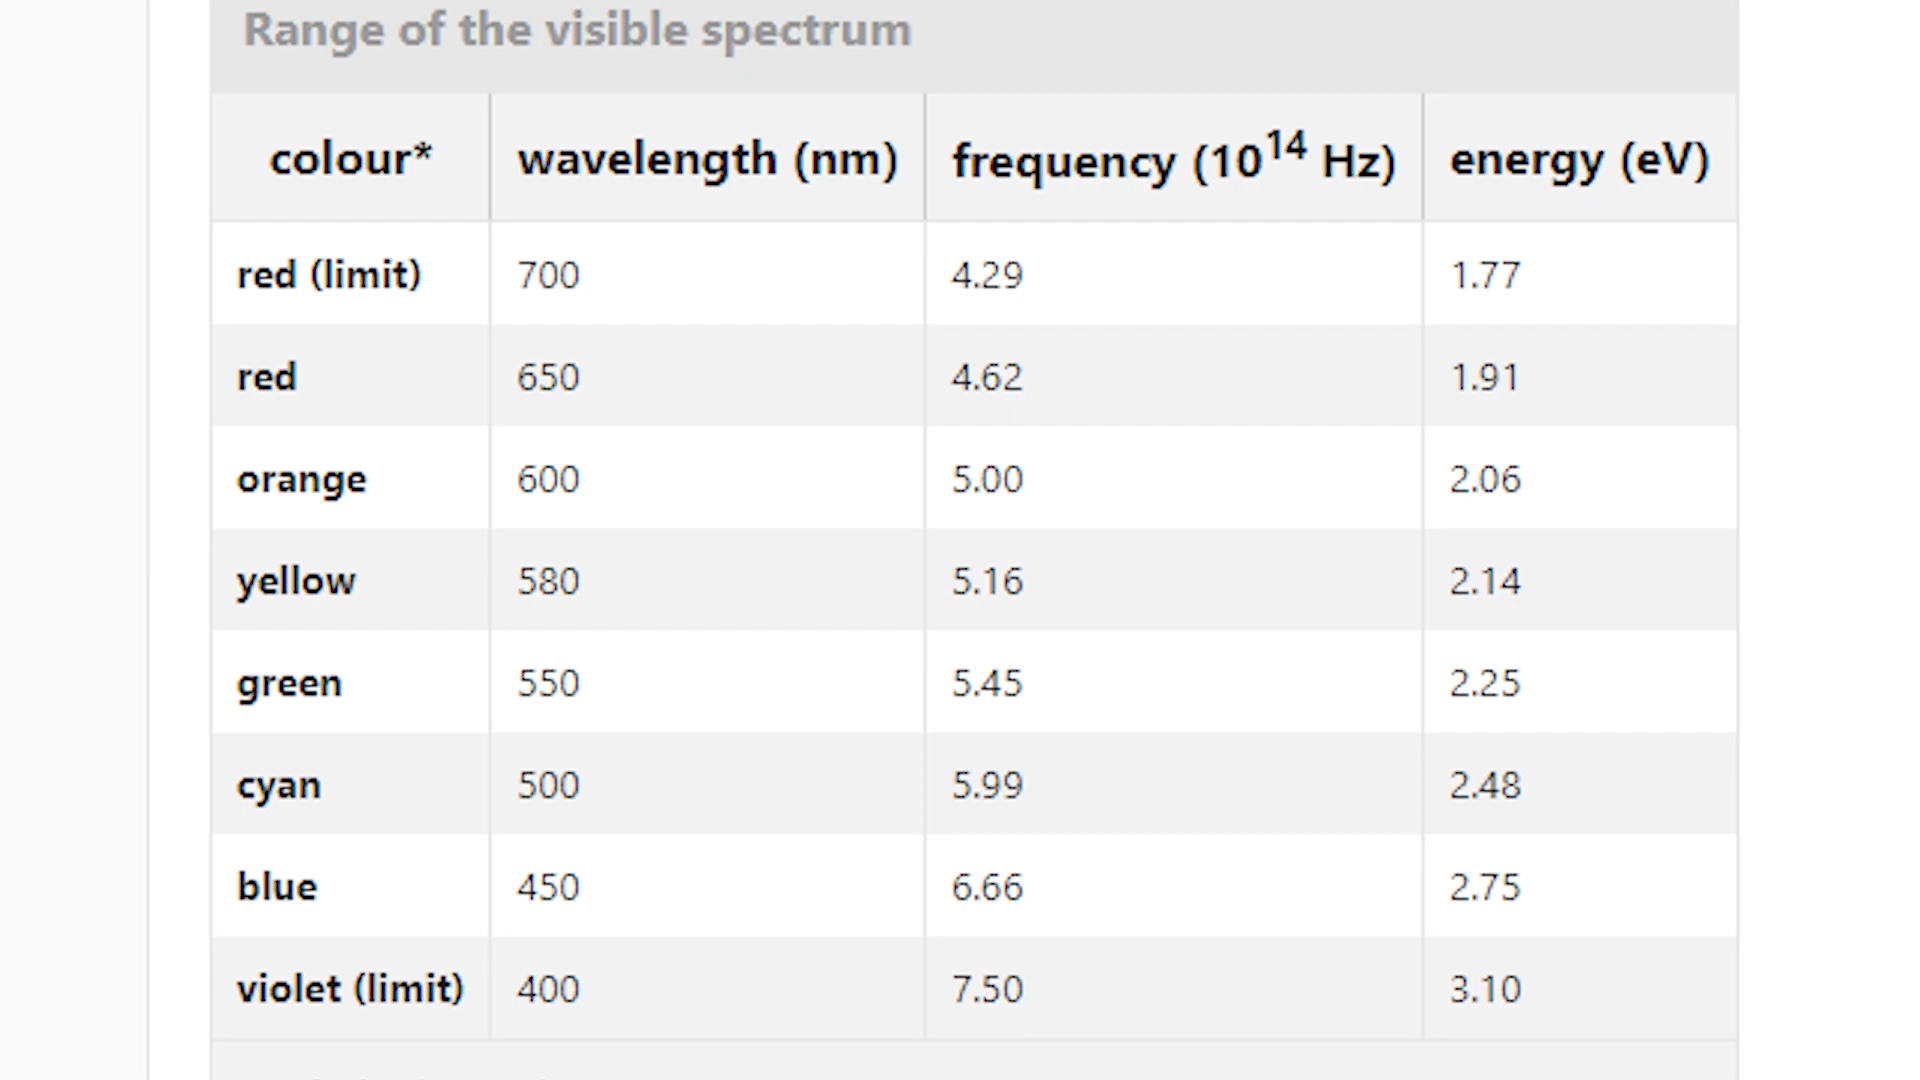 Range of the visible spectrum
colour* wavelength (nm) frequency (10¹⁴ Hz) energy (eV)
red (limit) 700 4.29 1.77
red 650 4.62 1.91
orange 600 5.00 2.06
yellow 580 5.16 2.14
green 550 5.45 2.25
cyan 500 5.99 2.48
blue 450 6.66 2.75
violet (limit) 400 7.50 3.10